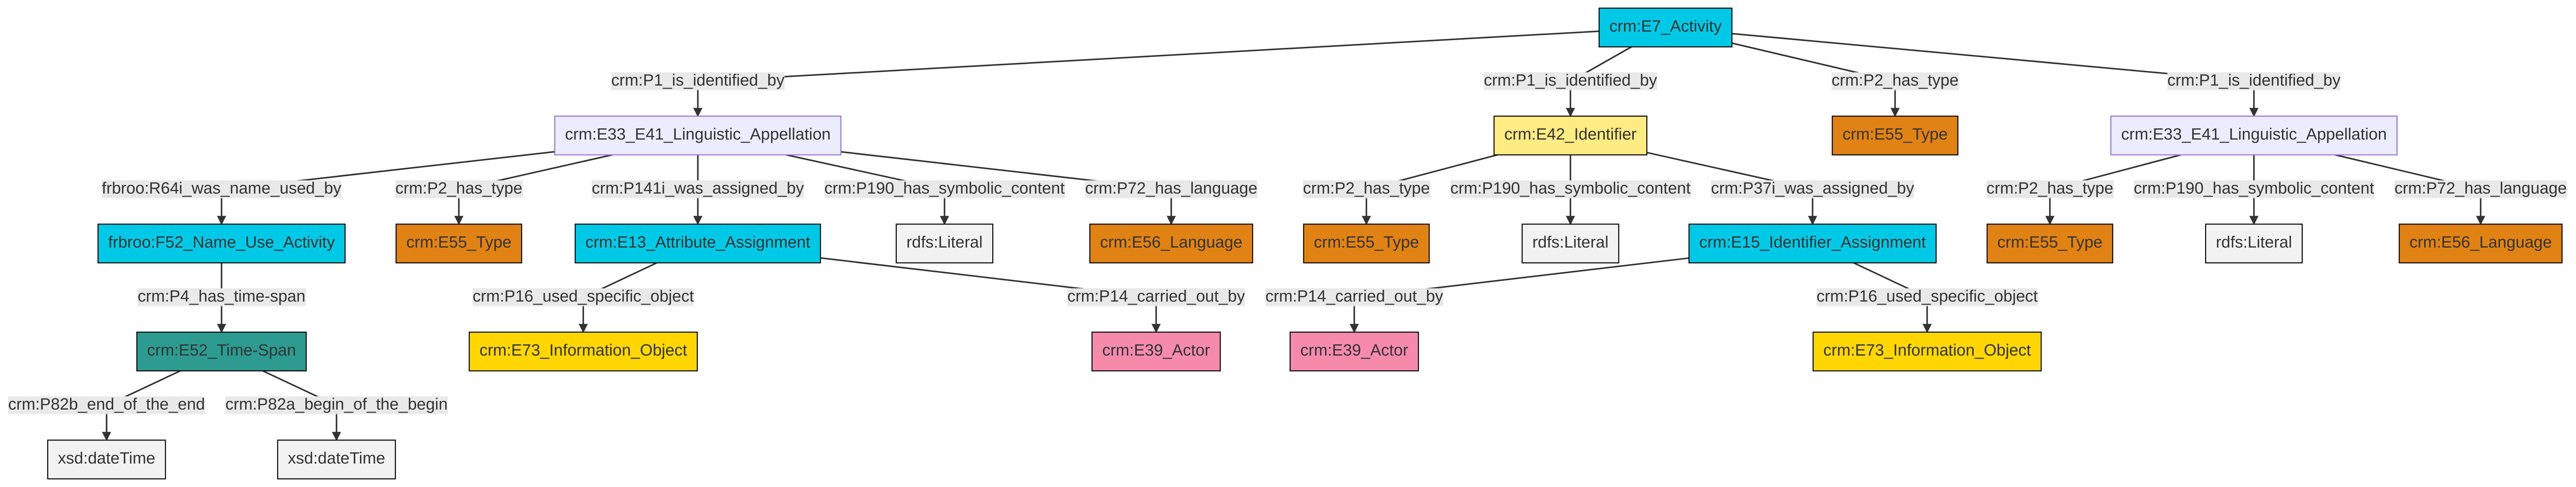 crm:E7_Activity
crm:P1_is_identified_by
crm:P1_is_identified_by
crm:P2_has_type
crm:P1_is_identified_by
crm:E33_E41_Linguistic_Appellation
crm:E42_Identifier
crm:E55_Type
crm:E33_E41_Linguistic_Appellation
frbroo:R64i_was_name_used_by
crm:P2_has_type
crm:P141i_was_assigned_by
crm:P190_has_symbolic_content
crm:P72_has_language
crm:P2_has_type
crm:P190_has_symbolic_content
crm:P37i_was_assigned_by
crm:P2_has_type
crm:P190_has_symbolic_content
crm:P72_has_language
frbroo:F52_Name_Use_Activity
crm:E55_Type
crm:E13_Attribute_Assignment
rdfs:Literal
crm:E56_Language
crm:E55_Type
rdfs:Literal
crm:E15_Identifier_Assignment
crm:E55_Type
rdfs:Literal
crm:E56_Language
crm:P4_has_time-span
crm:P16_used_specific_object
crm:P14_carried_out_by
crm:P14_carried_out_by
crm:P16_used_specific_object
crm:E52_Time-Span
crm:E73_Information_Object
crm:E39_Actor
crm:E39_Actor
crm:E73_Information_Object
crm:P82b_end_of_the_end
crm:P82a_begin_of_the_begin
xsd:dateTime
xsd:dateTime